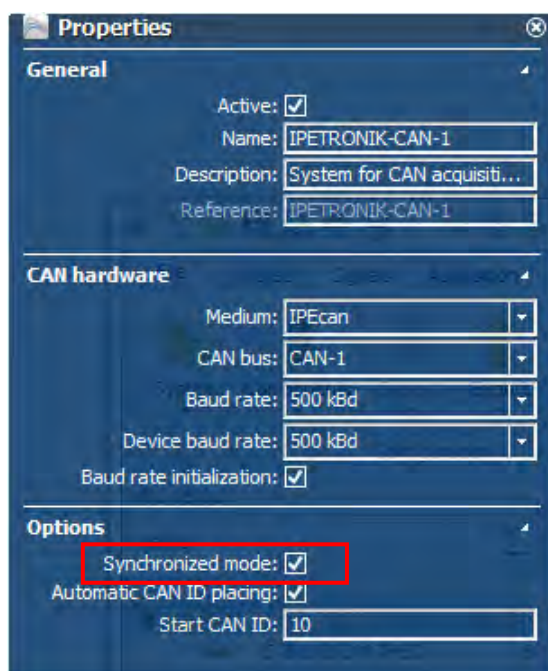 Properties
General
Active:
Name: IPETRONIK-CAN-1
Description: System for CAN acquisiti...
Reference: IPETRONIK-CAN-1
CAN hardware
Medium: IPEcan
CAN bus: CAN-1
Baud rate: 500 kBd
Device baud rate: 500 kBd
Baud rate initialization:
Options
Synchronized mode:
Automatic CAN ID placing:
Start CAN ID: 10